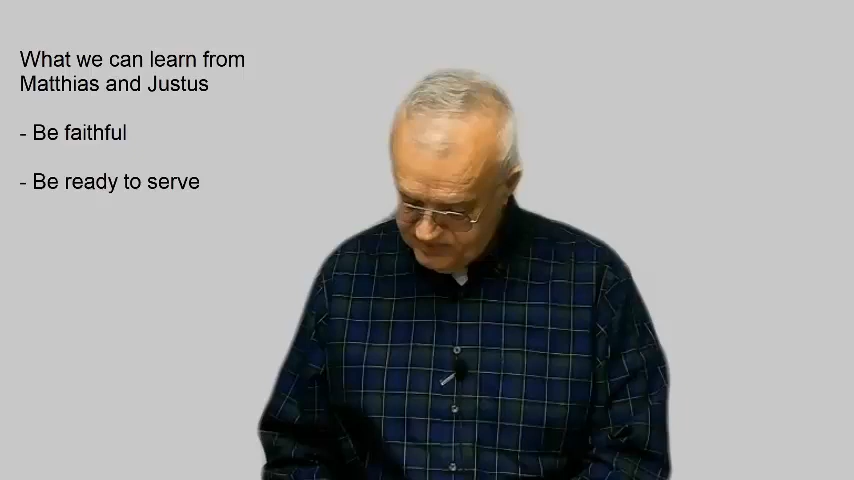 What we can learn from
Matthias and Justus
- Be faithful
- Be ready to serve